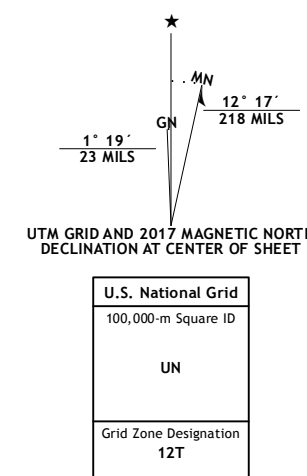 MN
GN
12° 17´
218 MILS
1° 19´
23 MILS
UTM GRID AND 2017 MAGNETIC NORTH
DECLINATION AT CENTER OF SHEET
U.S. National Grid
100,000-m Square ID
UN
Grid Zone Designation
12T